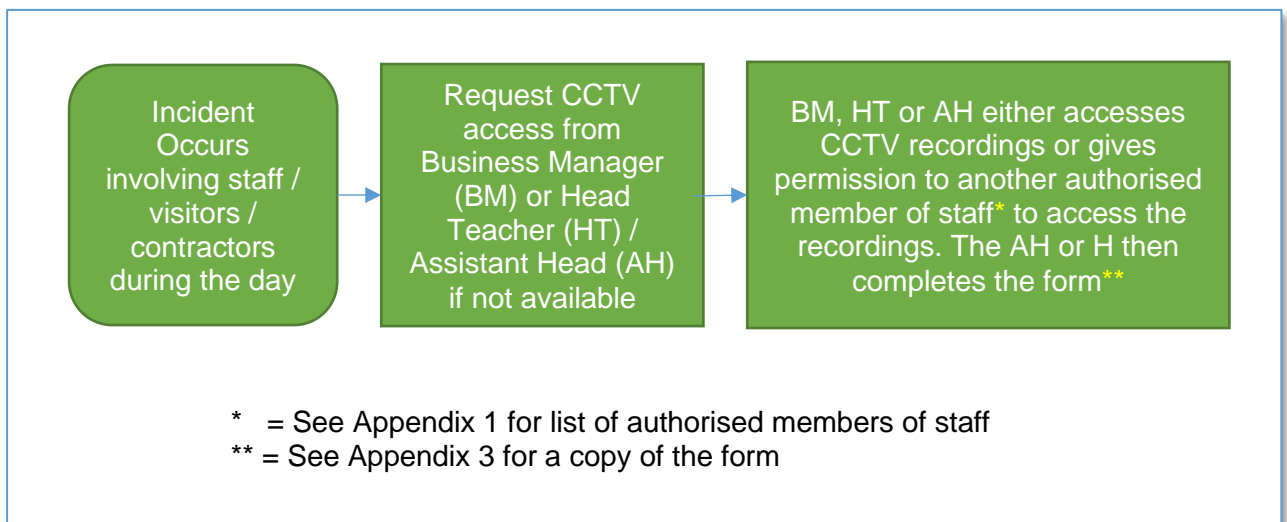 Incident
Occurs
involving staff /
visitors /
contractors
during the day
Request CCTV
access from
Business Manager
(BM) or Head
Teacher (HT) /
Assistant Head (AH)
if not available
BM, HT or AH either accesses
CCTV recordings or gives
permission to another authorised
member of staff* to access the
recordings. The AH or H then
completes the form**
* = See Appendix 1 for list of authorised members of staff
** = See Appendix 3 for a copy of the form